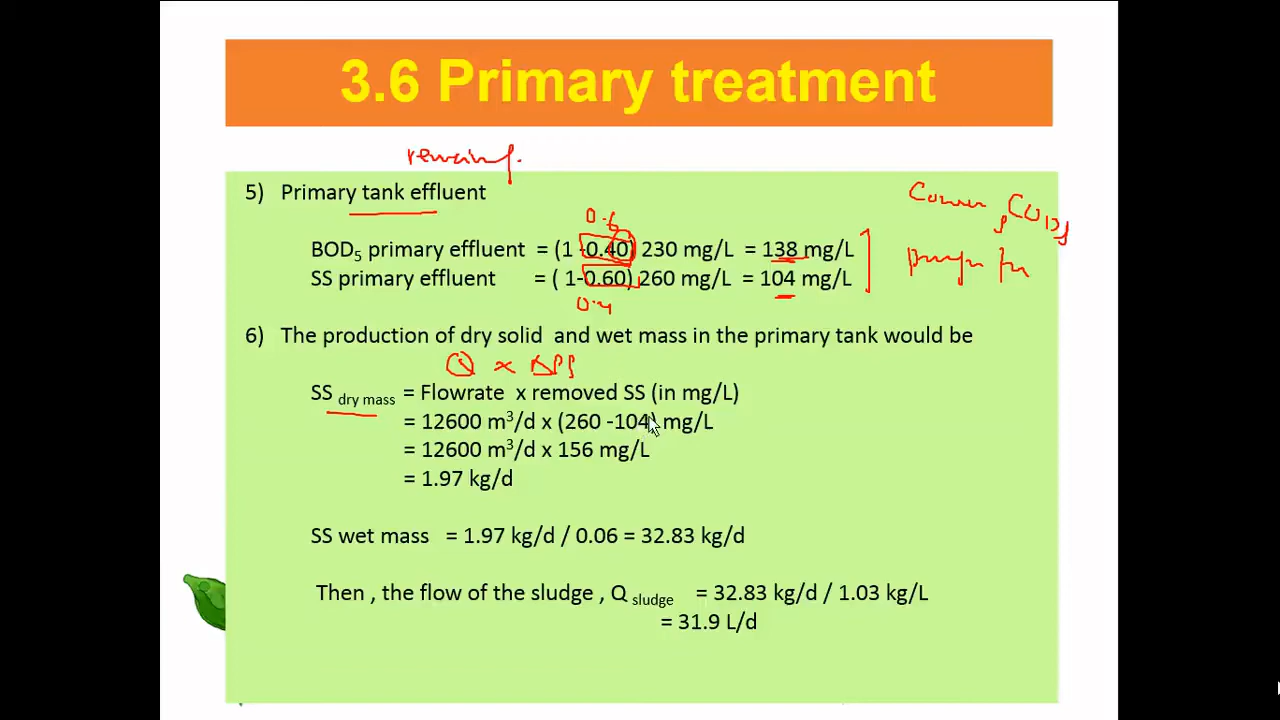 3.6 Primary treatment
remainf.
5) Primary tank effluent
0.6
BOD5 primary effluent = (1 -0.40) 230 mg/L = 138 mg/L
SS primary effluent = ( 1-0.60) 260 mg/L = 104 mg/L
0.4
6) The production of dry solid and wet mass in the primary tank would be
Q x
SS dry mass = Flowrate x removed SS (in mg/L)
= 12600 m³/d x (260 -104) mg/L
= 12600 m³/d x 156 mg/L
= 1.97 kg/d
SS wet mass = 1.97 kg/d / 0.06 = 32.83 kg/d
Then , the flow of the sludge , Q sludge = 32.83 kg/d / 1.03 kg/L
= 31.9 L/d